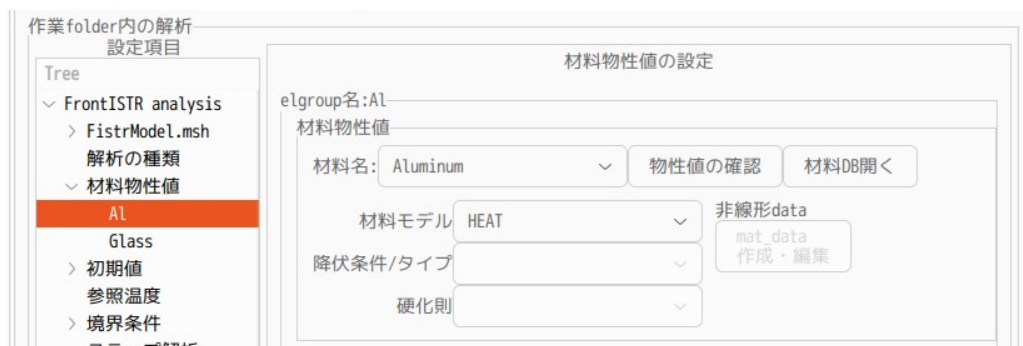 作業folder内の解析
設定項目
Tree
FrontISTR analysis
FistrModel.msh
解析の種類
材料物性値
Al
Glass
初期値
参照温度
境界条件
材料物性値の設定
elgroup名:Al
材料物性値
材料名: Aluminum 物性値の確認 材料DB開く
材料モデル HEAT
非線形data
mat_data
作成・編集
降伏条件/タイプ
硬化則